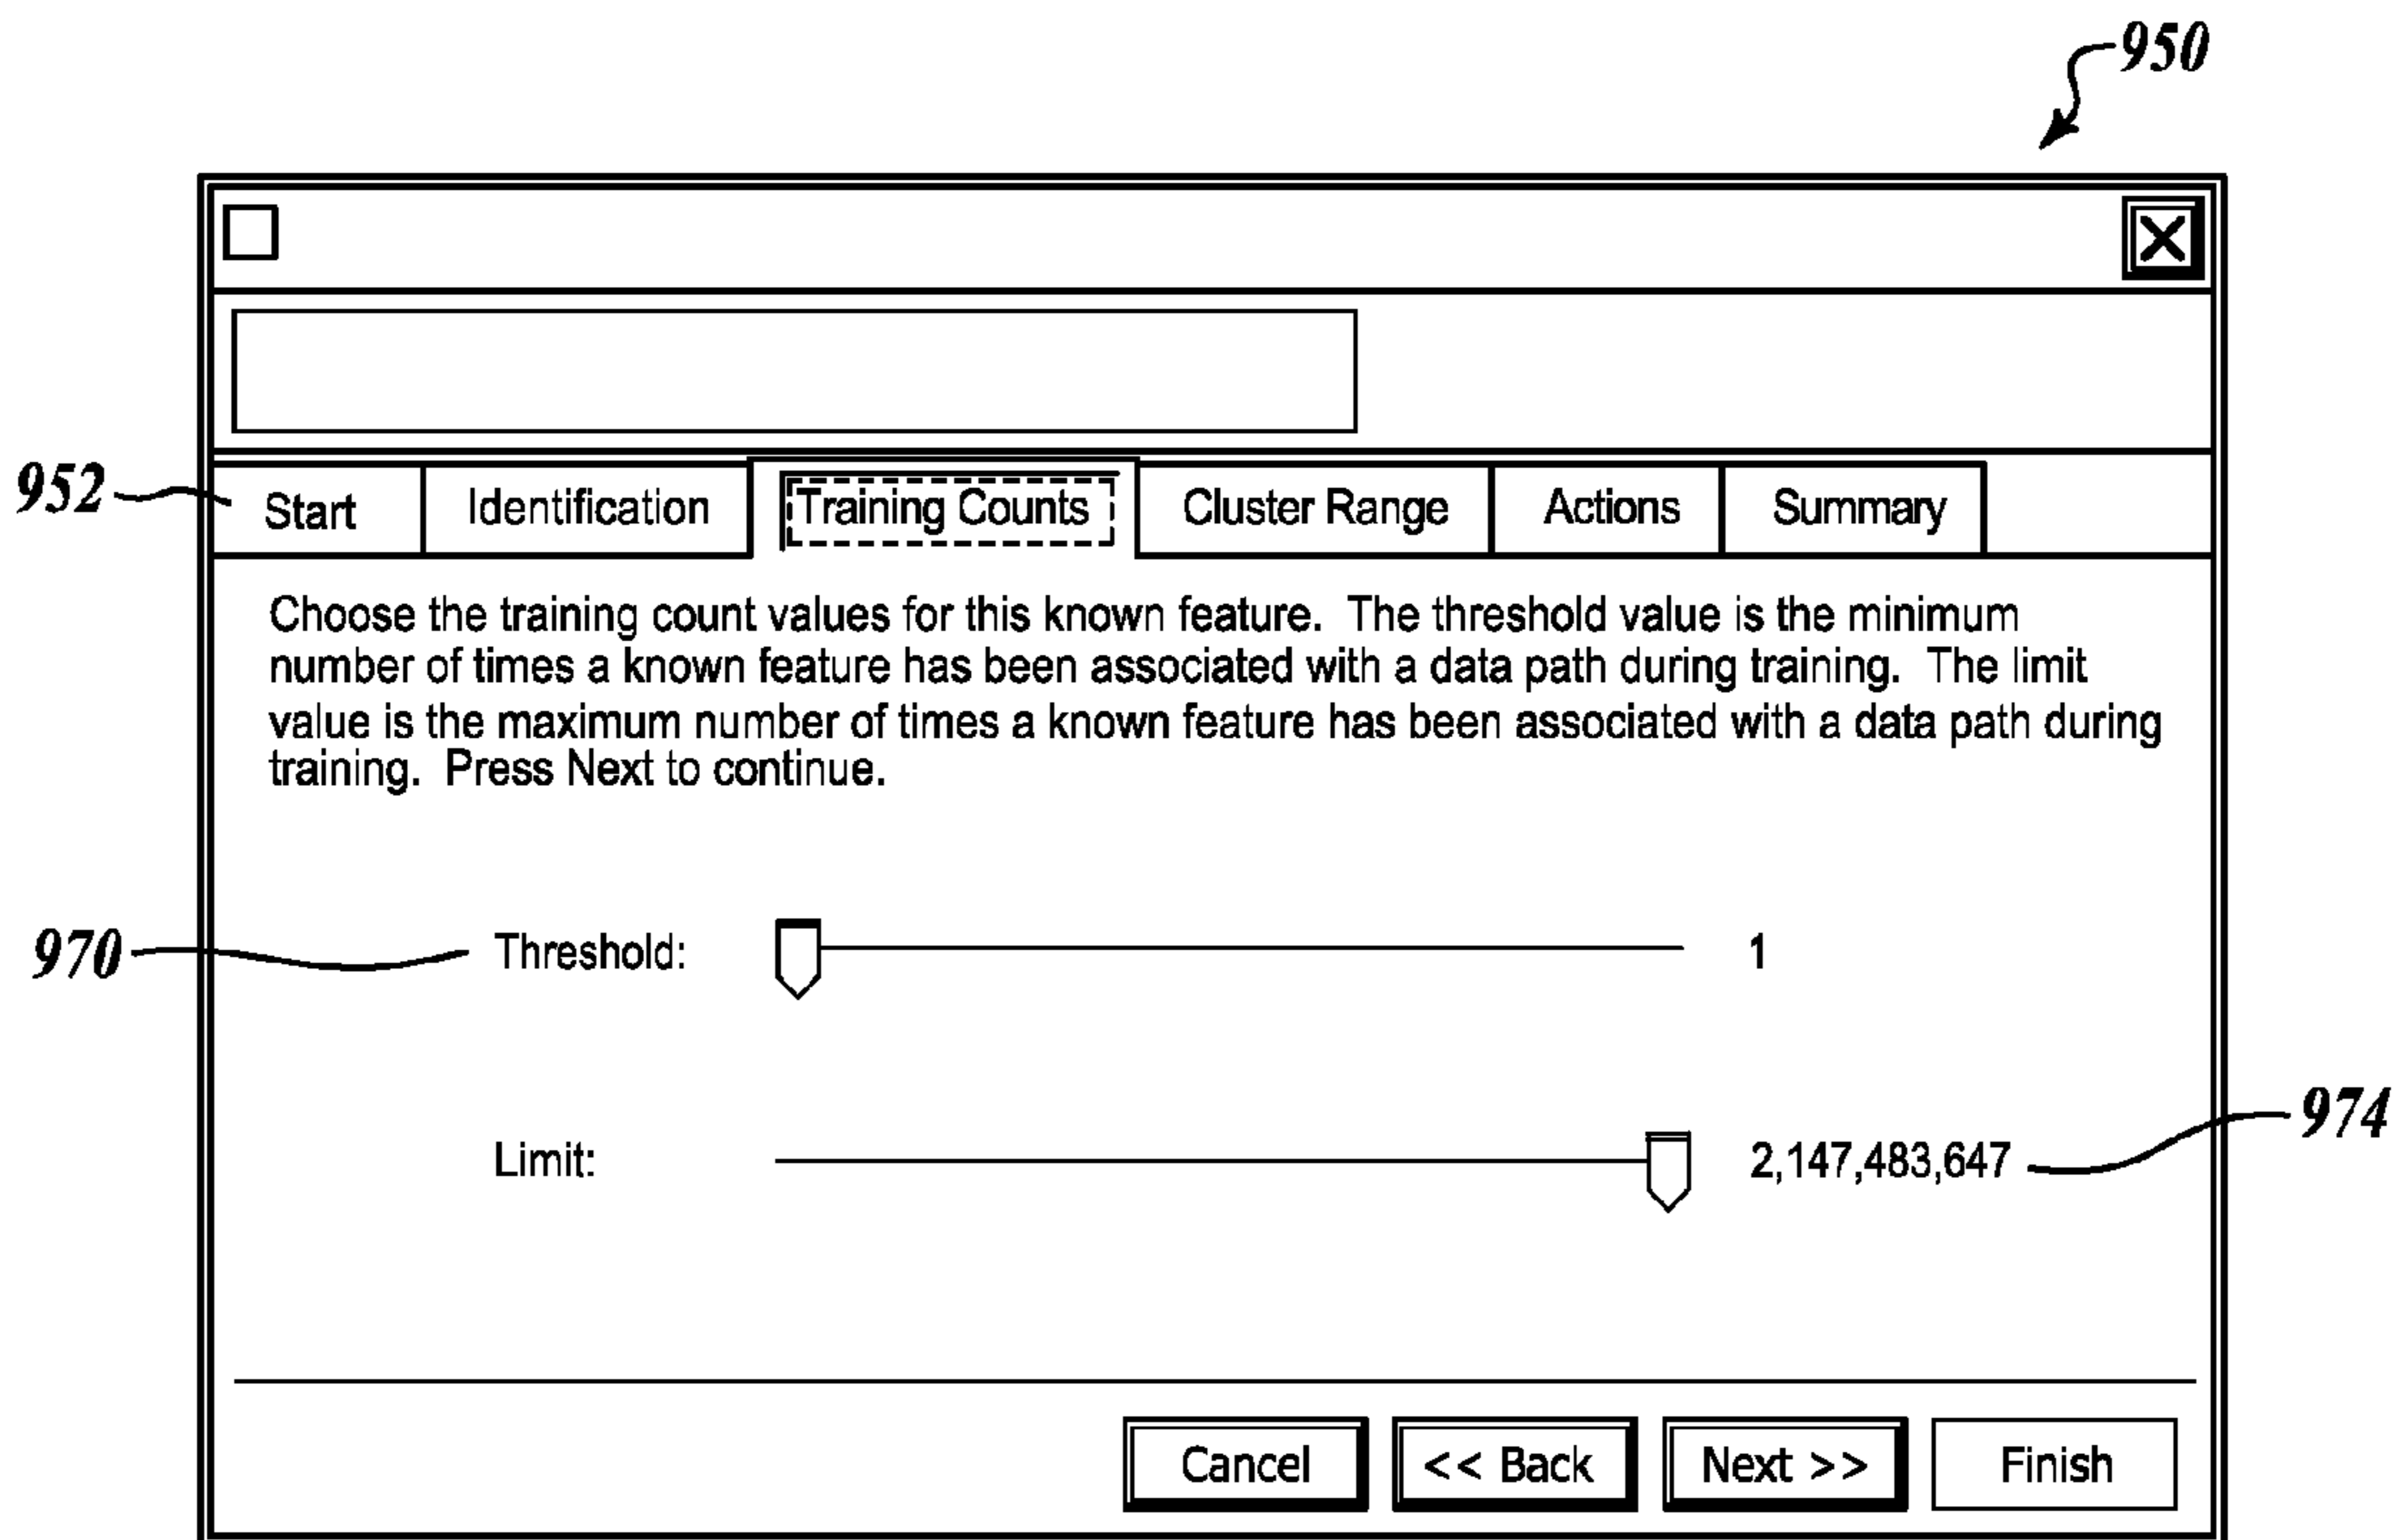 950
952
Start Identification Training Counts Cluster Range Actions Summary
Choose the training count values for this known feature. The threshold value is the minimum
number of times a known feature has been associated with a data path during training. The limit
value is the maximum number of times a known feature has been associated with a data path during
training. Press Next to continue.
970 Threshold: 1
974
Limit: 2,147,483,647
Cancel << Back Next >> Finish